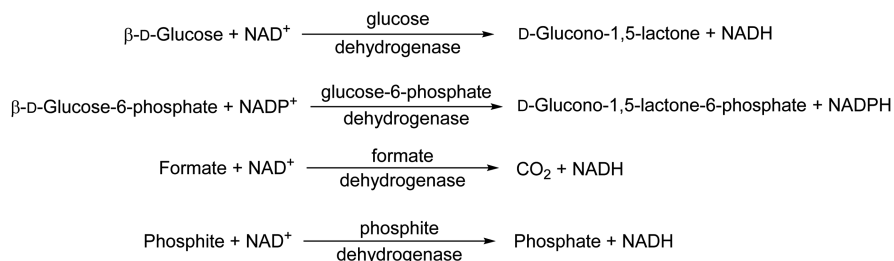 β-D-Glucose + NAD⁺ glucose dehydrogenase D-Glucono-1,5-lactone + NADH
β-D-Glucose-6-phosphate + NADP⁺ glucose-6-phosphate dehydrogenase D-Glucono-1,5-lactone-6-phosphate + NADPH
Formate + NAD⁺ formate dehydrogenase CO₂ + NADH
Phosphite + NAD⁺ phosphite dehydrogenase Phosphate + NADH